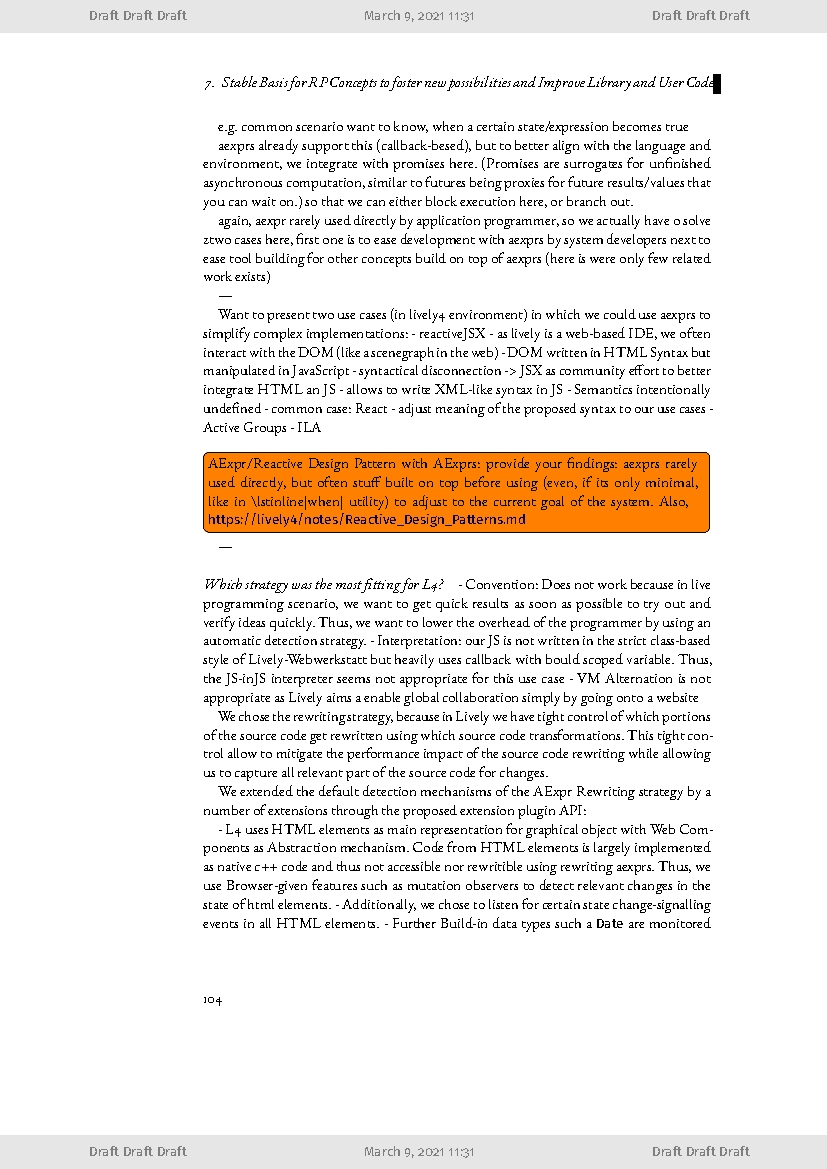 Draft Draft Draft March 9, 2021 11:31 Draft Draft Draft
7. Stable Basis for RP Concepts to foster new possibilities and Improve Library and User Code
e.g. common scenario want to know, when a certain state/expression becomes true
aexprs already support this (callback-besed), but to better align with the language and
environment, we integrate with promises here. (Promises are surrogates for unfinished
asynchronous computation, similar to futures being proxies for future results/values that
you can wait on.) so that we can either block execution here, or branch out.
again, aexpr rarely used directly by application programmer, so we actually have o solve
ztwo cases here, first one is to ease development with aexprs by system developers next to
ease tool building for other concepts build on top of aexprs (here is were only few related
work exists)
—
Want to present two use cases (in lively4 environment) in which we could use aexprs to
simplify complex implementations: - reactiveJSX - as lively is a web-based IDE, we often
interact with the DOM (like a scenegraph in the web) - DOM written in HTML Syntax but
manipulated in JavaScript - syntactical disconnection -> JSX as community effort to better
integrate HTML an JS - allows to write XML-like syntax in JS - Semantics intentionally
undefined - common case: React - adjust meaning of the proposed syntax to our use cases -
Active Groups - ILA
AExpr/Reactive Design Pattern with AExprs: provide your findings: aexprs rarely
used directly, but often stuff built on top before using (even, if its only minimal,
like in \lstinline|when| utility) to adjust to the current goal of the system. Also,
https://lively4/notes/Reactive_Design_Patterns.md
—
Which strategy was the most fitting for L4? - Convention: Does not work because in live
programming scenario, we want to get quick results as soon as possible to try out and
verify ideas quickly. Thus, we want to lower the overhead of the programmer by using an
automatic detection strategy. - Interpretation: our JS is not written in the strict class-based
style of Lively-Webwerkstatt but heavily uses callback with bould scoped variable. Thus,
the JS-inJS interpreter seems not appropriate for this use case - VM Alternation is not
appropriate as Lively aims a enable global collaboration simply by going onto a website
We chose the rewriting strategy, because in Lively we have tight control of which portions
of the source code get rewritten using which source code transformations. This tight con-
trol allow to mitigate the performance impact of the source code rewriting while allowing
us to capture all relevant part of the source code for changes.
We extended the default detection mechanisms of the AExpr Rewriting strategy by a
number of extensions through the proposed extension plugin API:
- L4 uses HTML elements as main representation for graphical object with Web Com-
ponents as Abstraction mechanism. Code from HTML elements is largely implemented
as native c++ code and thus not accessible nor rewritible using rewriting aexprs. Thus, we
use Browser-given features such as mutation observers to detect relevant changes in the
state of html elements. - Additionally, we chose to listen for certain state change-signalling
events in all HTML elements. - Further Build-in data types such a Date are monitored
104
Draft Draft Draft March 9, 2021 11:31 Draft Draft Draft